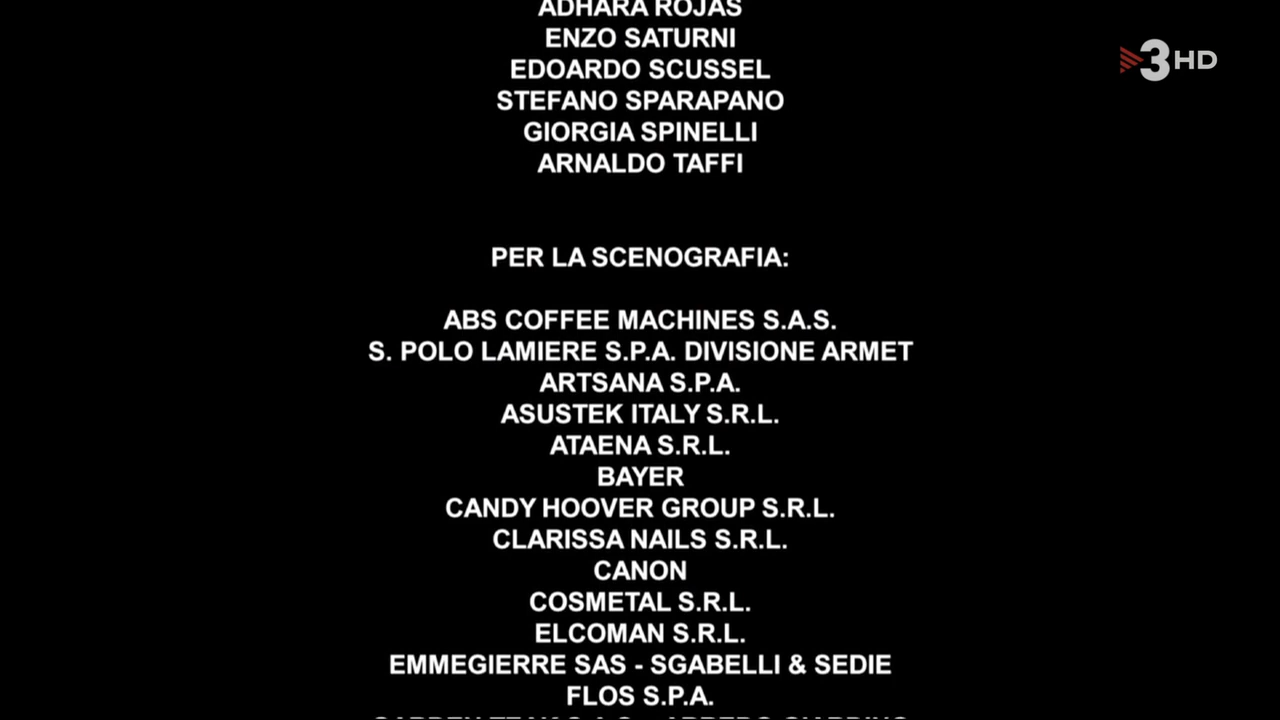 ADHARA ROJAS
ENZO SATURNI
EDOARDO SCUSSEL
STEFANO SPARAPANO
GIORGIA SPINELLI
ARNALDO TAFFI
3HD
PER LA SCENOGRAFIA:
ABS COFFEE MACHINES S.A.S.
S. POLO LAMIERE S.P.A. DIVISIONE ARMET
ARTSANA S.P.A.
ASUSTEK ITALY S.R.L.
ATAENA S.R.L.
BAYER
CANDY HOOVER GROUP S.R.L.
CLARISSA NAILS S.R.L.
CANON
COSMETAL S.R.L.
ELCOMAN S.R.L.
EMMEGIERRE SAS - SGABELLI & SEDIE
FLOS S.P.A.